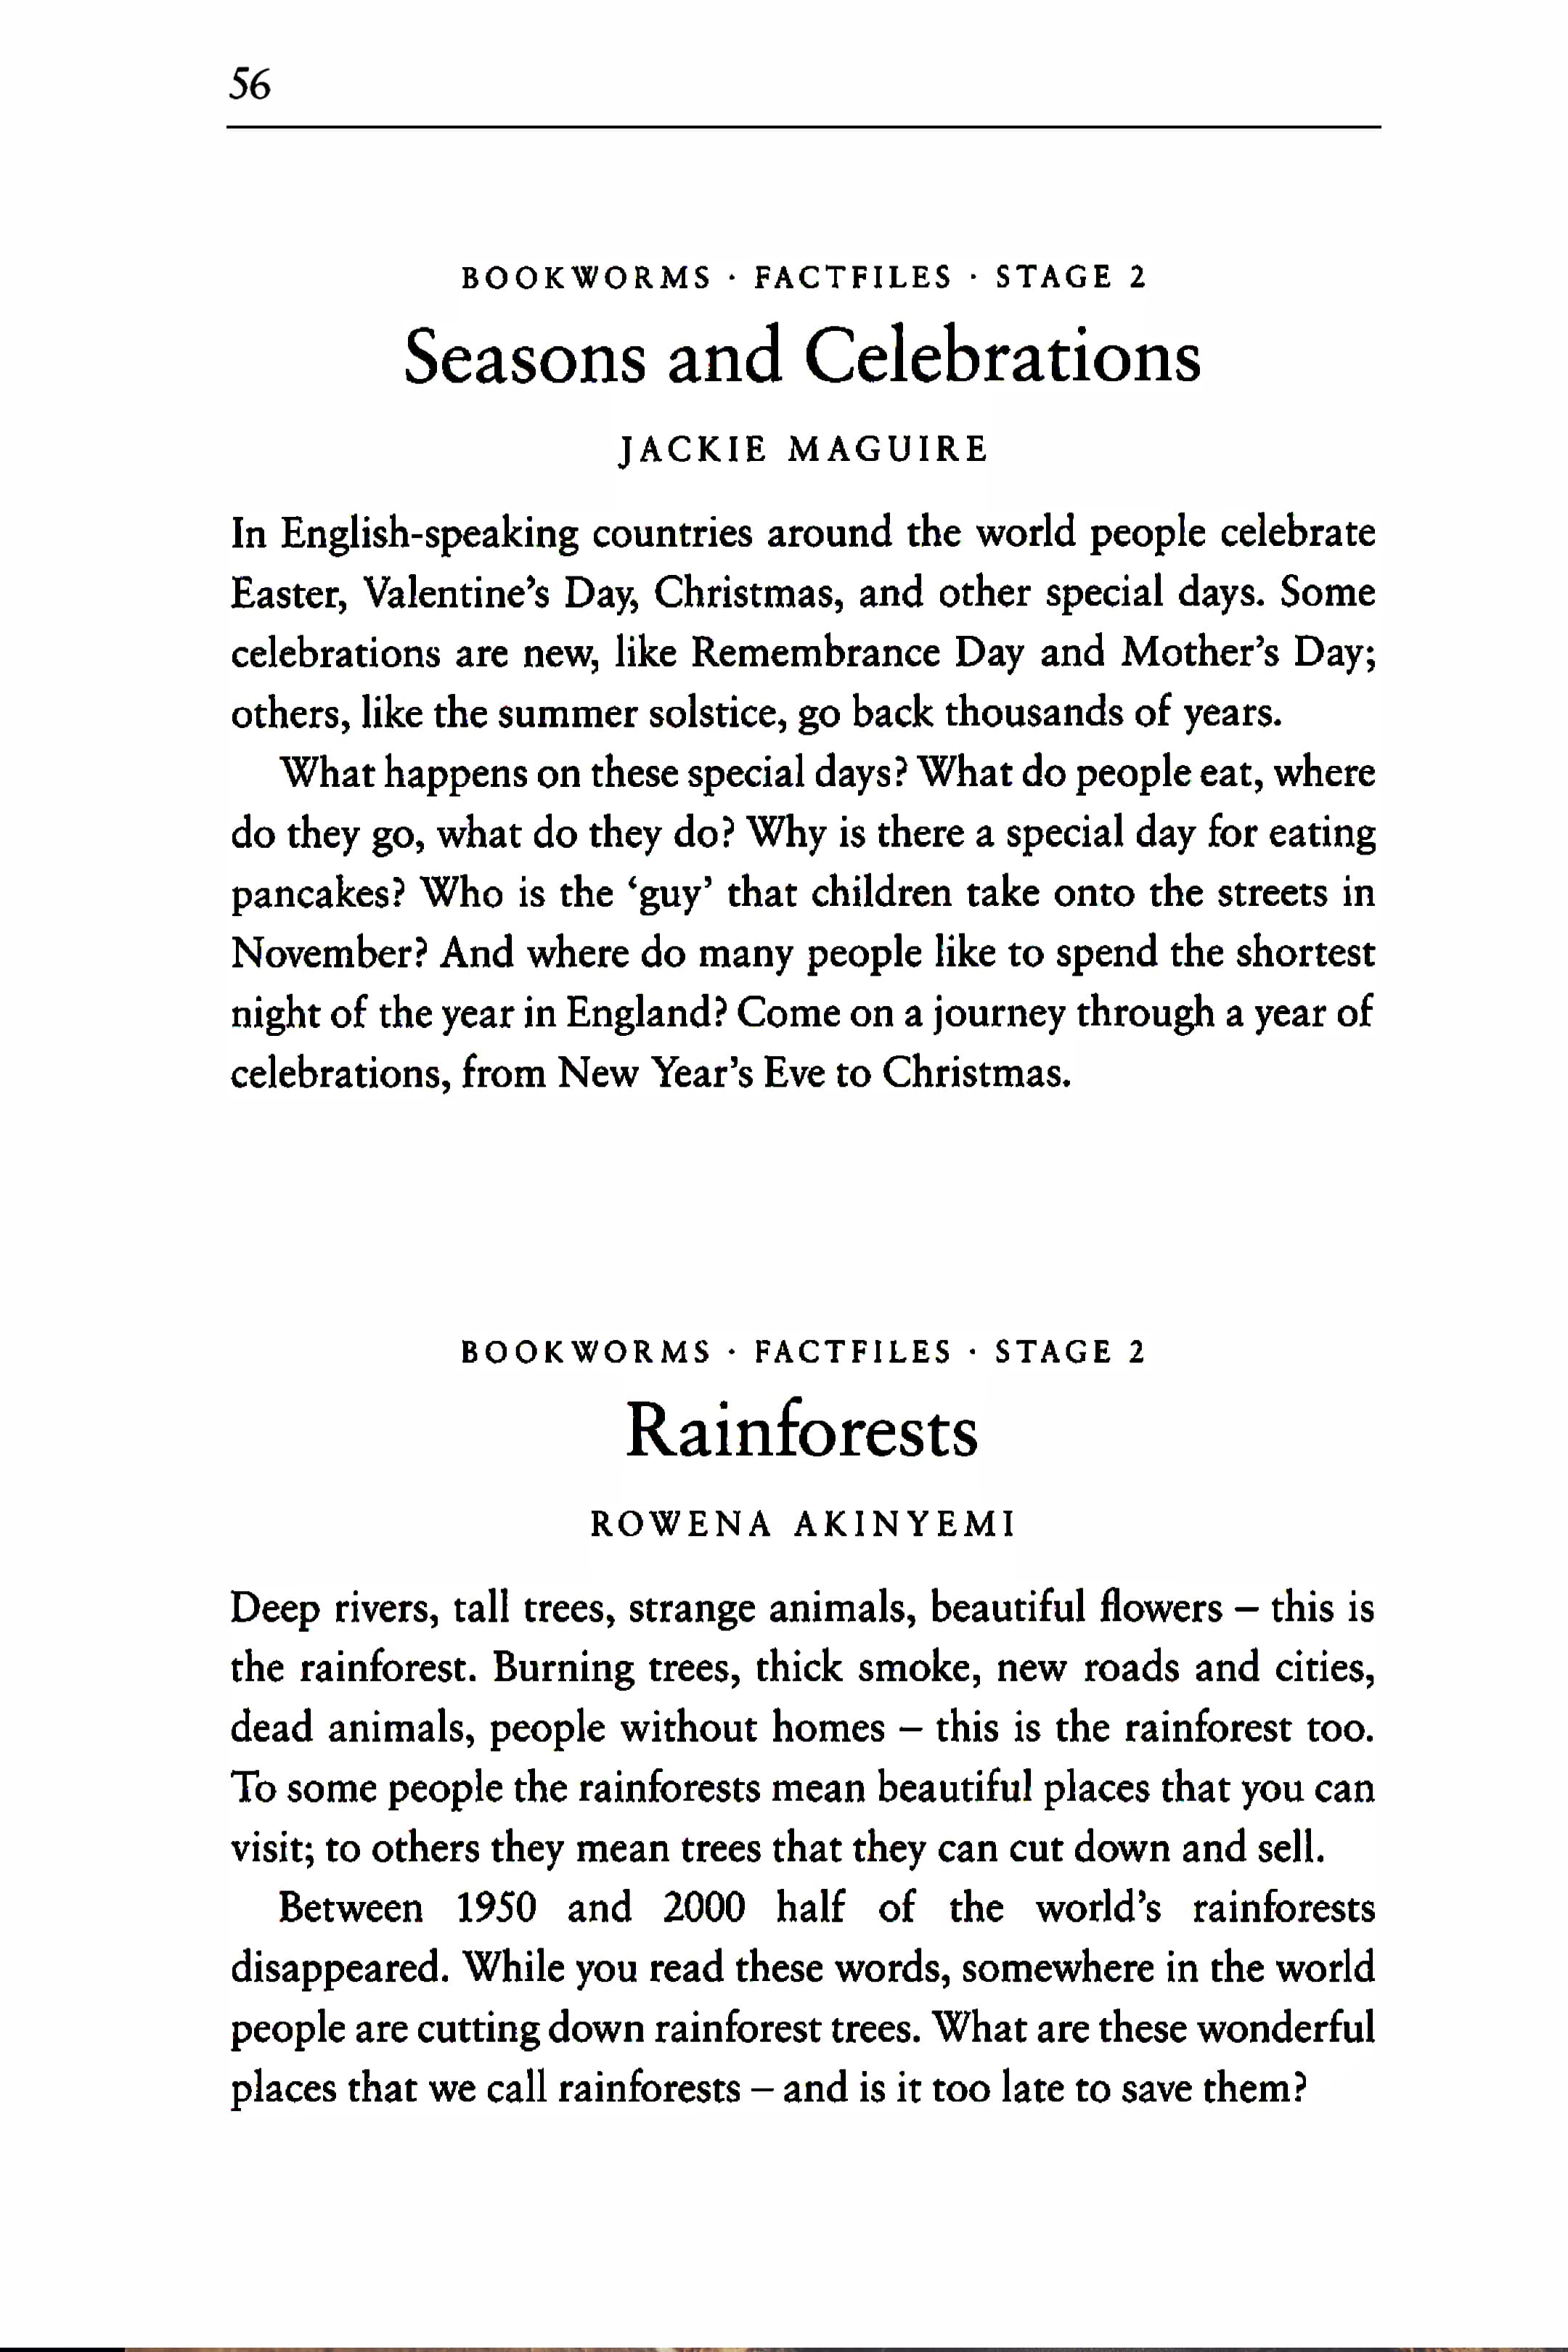 56
BOOKWORMS · FACTFILES · STAGE 2
Seasons and Celebrations
JACKIE MAGUIRE
In English-speaking countries around the world people celebrate
Easter, Valentine’s Day, Christmas, and other special days. Some
celebrations are new, like Remembrance Day and Mother’s Day;
others, like the summer solstice, go back thousands of years.
What happens on these special days? What do people eat, where
do they go, what do they do? Why is there a special day for eating
pancakes? Who is the ‘guy’ that children take onto the streets in
November? And where do many people like to spend the shortest
night of the year in England? Come on a journey through a year of
celebrations, from New Year’s Eve to Christmas.
BOOKWORMS · FACTFILES · STAGE 2
Rainforests
ROWENA AKINYEMI
Deep rivers, tall trees, strange animals, beautiful flowers – this is
the rainforest. Burning trees, thick smoke, new roads and cities,
dead animals, people without homes – this is the rainforest too.
To some people the rainforests mean beautiful places that you can
visit; to others they mean trees that they can cut down and sell.
Between 1950 and 2000 half of the world’s rainforests
disappeared. While you read these words, somewhere in the world
people are cutting down rainforest trees. What are these wonderful
places that we call rainforests – and is it too late to save them?